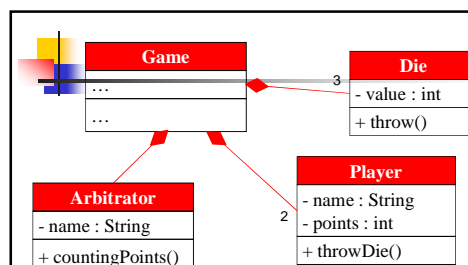 Game
…
…
3
Die
- value : int
+ throw()
Arbitrator
- name : String
+ countingPoints()
2
Player
- name : String
- points : int
+ throwDie()